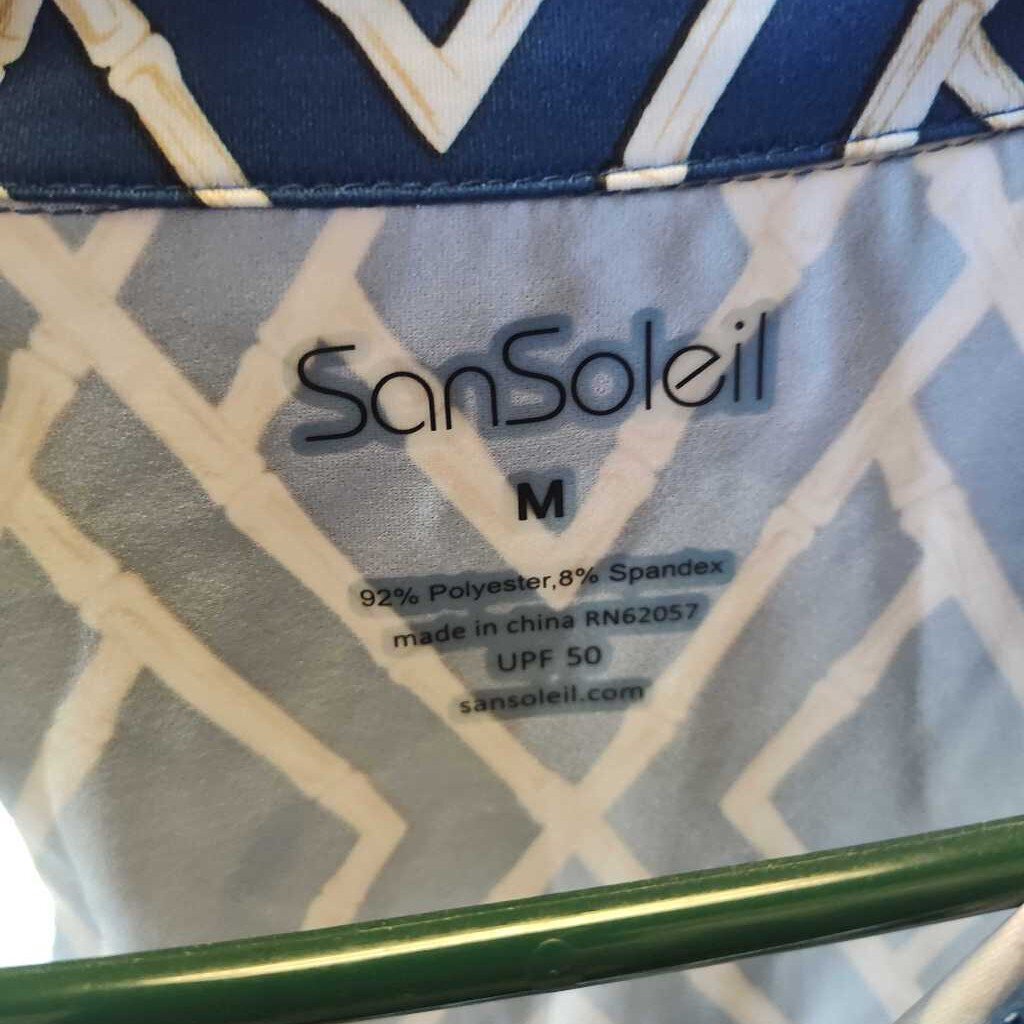 SanSoleil
M
92% Polyester,8% Spandex
made in china RN62057
UPF 50
sansoleil.com